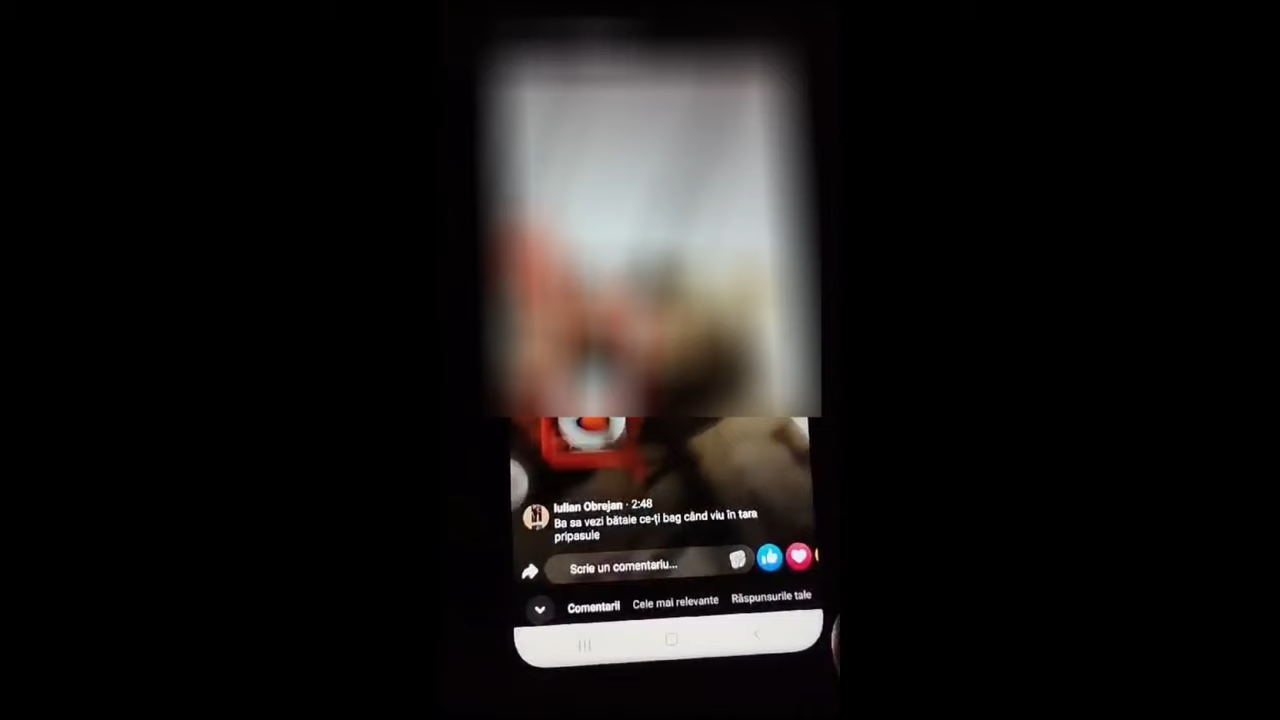 Iulian Obrejan · 2:48
Ba sa vezi bătaie ce-ți bag când viu în tara
pripasule
Scrie un comentariu...
Comentarii Cele mai relevante Răspunsurile tale